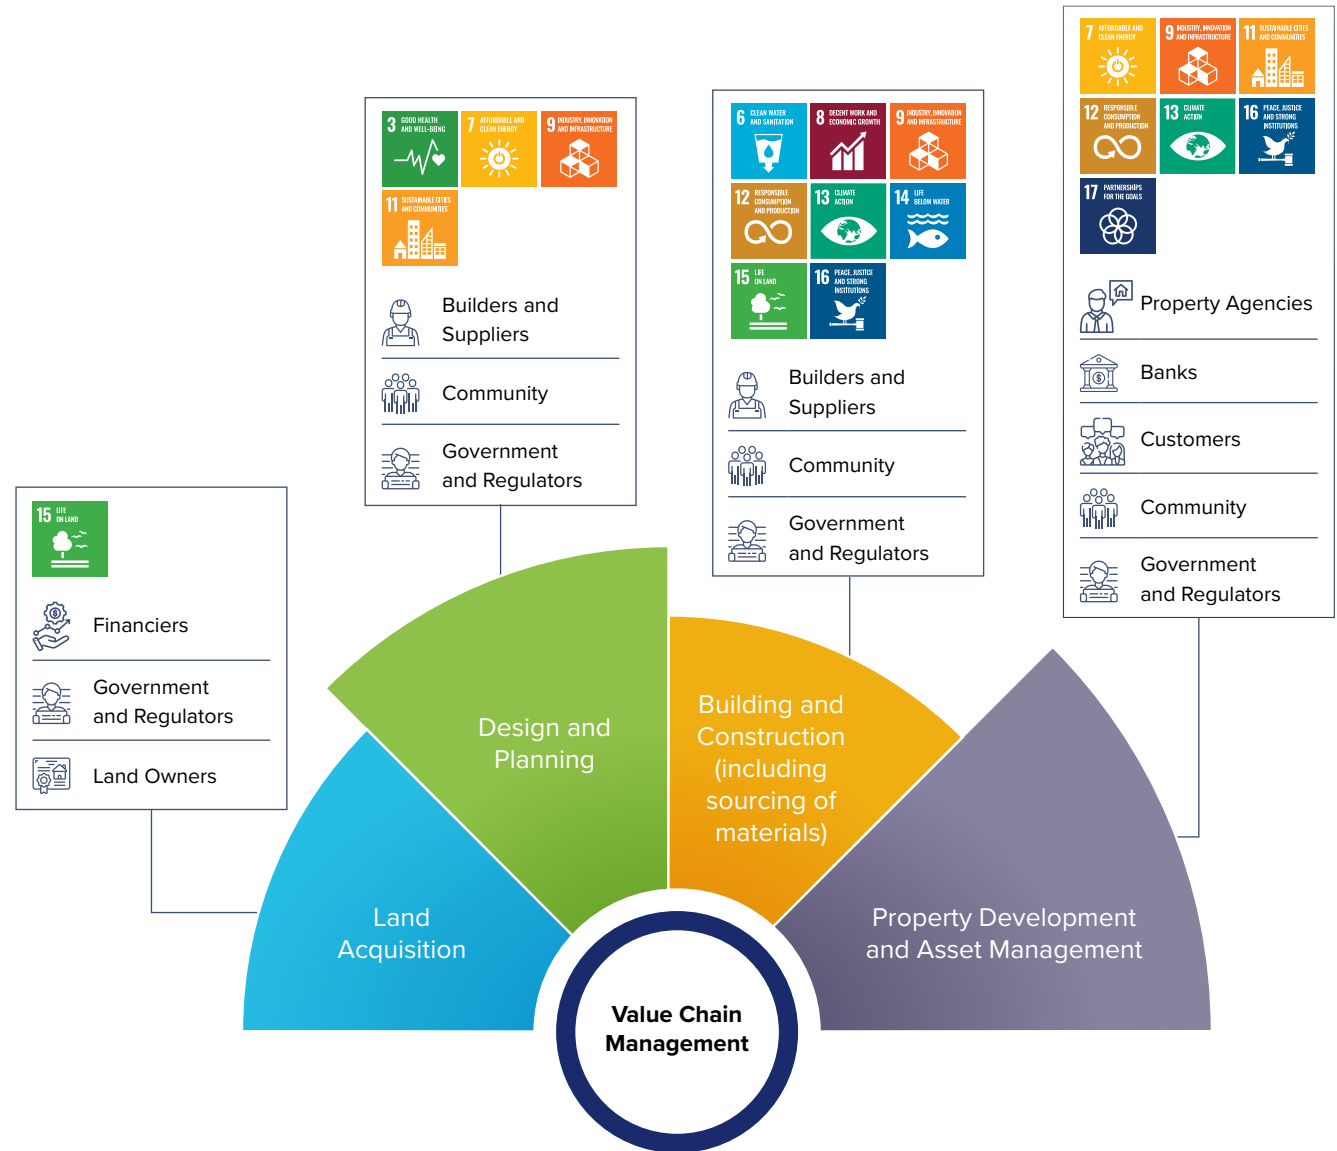 15 LIFE
ON LAND
Financiers
Government
and Regulators
Land Owners
3 GOOD HEALTH
AND WELL-BEING
7 AFFORDABLE AND
CLEAN ENERGY
9 INDUSTRY, INNOVATION
AND INFRASTRUCTURE
11 SUSTAINABLE CITIES
AND COMMUNITIES
Builders and
Suppliers
Community
Government
and Regulators
6 CLEAN WATER
AND SANITATION
8 DECENT WORK AND
ECONOMIC GROWTH
9 INDUSTRY, INNOVATION
AND INFRASTRUCTURE
12 RESPONSIBLE
CONSUMPTION
AND PRODUCTION
13 CLIMATE
ACTION
14 LIFE
BELOW WATER
15 LIFE
ON LAND
16 PEACE, JUSTICE
AND STRONG
INSTITUTIONS
Builders and
Suppliers
Community
Government
and Regulators
7 AFFORDABLE AND
CLEAN ENERGY
9 INDUSTRY, INNOVATION
AND INFRASTRUCTURE
11 SUSTAINABLE CITIES
AND COMMUNITIES
12 RESPONSIBLE
CONSUMPTION
AND PRODUCTION
13 CLIMATE
ACTION
16 PEACE, JUSTICE
AND STRONG
INSTITUTIONS
17 PARTNERSHIPS
FOR THE GOALS
Property Agencies
Banks
Customers
Community
Government
and Regulators
Land
Acquisition
Design and
Planning
Building and
Construction
(including
sourcing of
materials)
Property Development
and Asset Management
Value Chain
Management